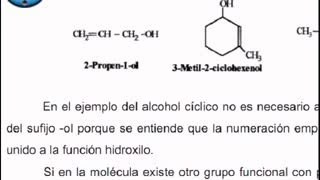 OH
CH2=CH – CH2 -OH
CH3
CH3 –
2-Propen-1-ol
3-Metil-2-ciclohexenol
En el ejemplo del alcohol cíclico no es necesario a
del sufijo -ol porque se entiende que la numeración emp
unido a la función hidroxilo.
Si en la molécula existe otro grupo funcional con p